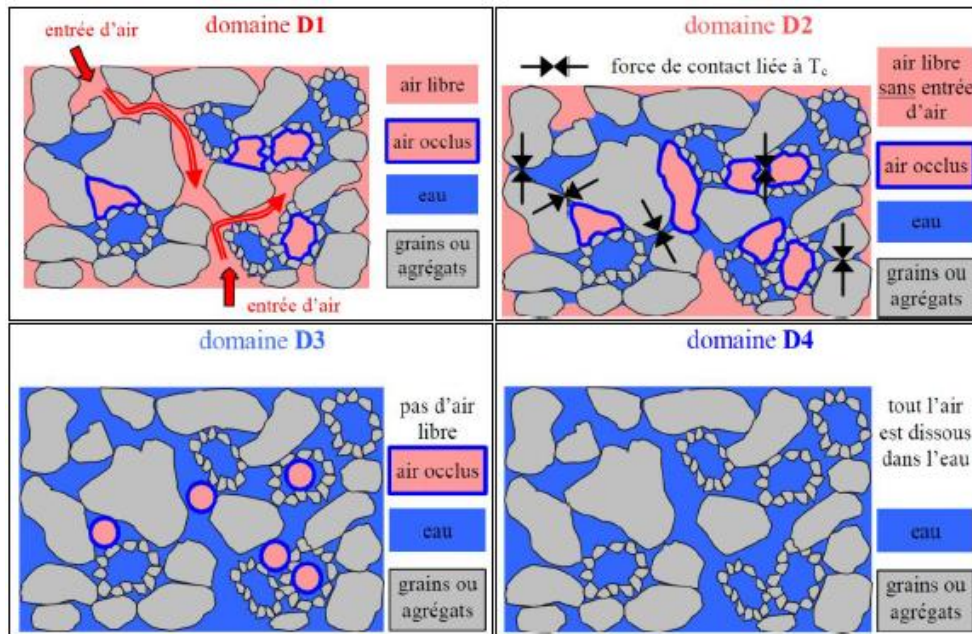 domaine D1
entrée d'air
entrée d'air
air libre
air occlus
eau
grains ou
agrégats
domaine D2
force de contact liée à Tc
air libre
sans entrée
d'air
air occlus
eau
grains ou
agrégats
domaine D3
pas d'air
libre
air occlus
eau
grains ou
agrégats
domaine D4
tout l'air
est dissous
dans l'eau
eau
grains ou
agrégats